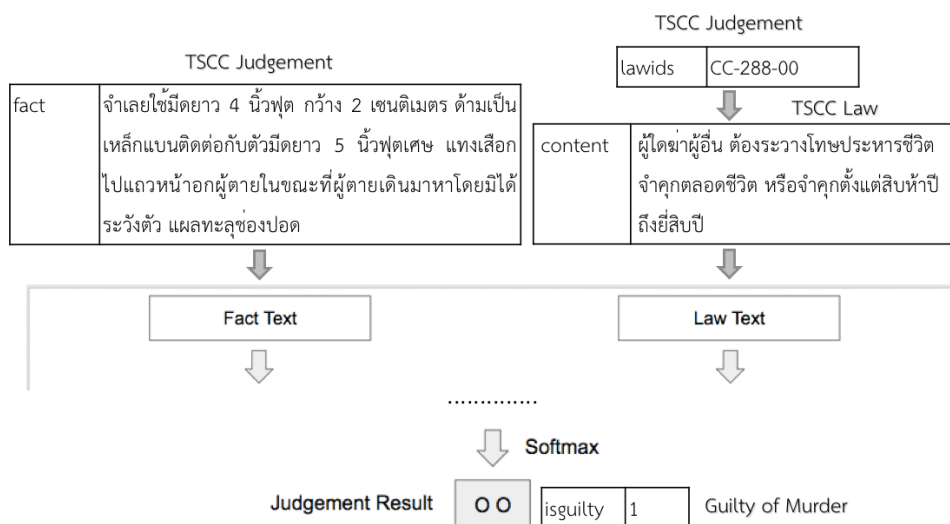 TSCC Judgement
fact
จำเลยใช้มีดยาว 4 นิ้วฟุต กว้าง 2 เซนติเมตร ด้ามเป็น
เหล็กแบนติดต่อกับตัวมีดยาว 5 นิ้วฟุตเศษ แทงเสือก
ไปแถวหน้าอกผู้ตายในขณะที่ผู้ตายเดินมาหาโดยมิได้
ระวังตัว แผลทะลุช่องปอด
TSCC Judgement
lawids CC-288-00
TSCC Law
content
ผู้ใดฆ่าผู้อื่น ต้องระวางโทษประหารชีวิต
จำคุกตลอดชีวิต หรือจำคุกตั้งแต่สิบห้าปี
ถึงยี่สิบปี
Fact Text
Law Text
.............
Softmax
Judgement Result O O isguilty 1 Guilty of Murder